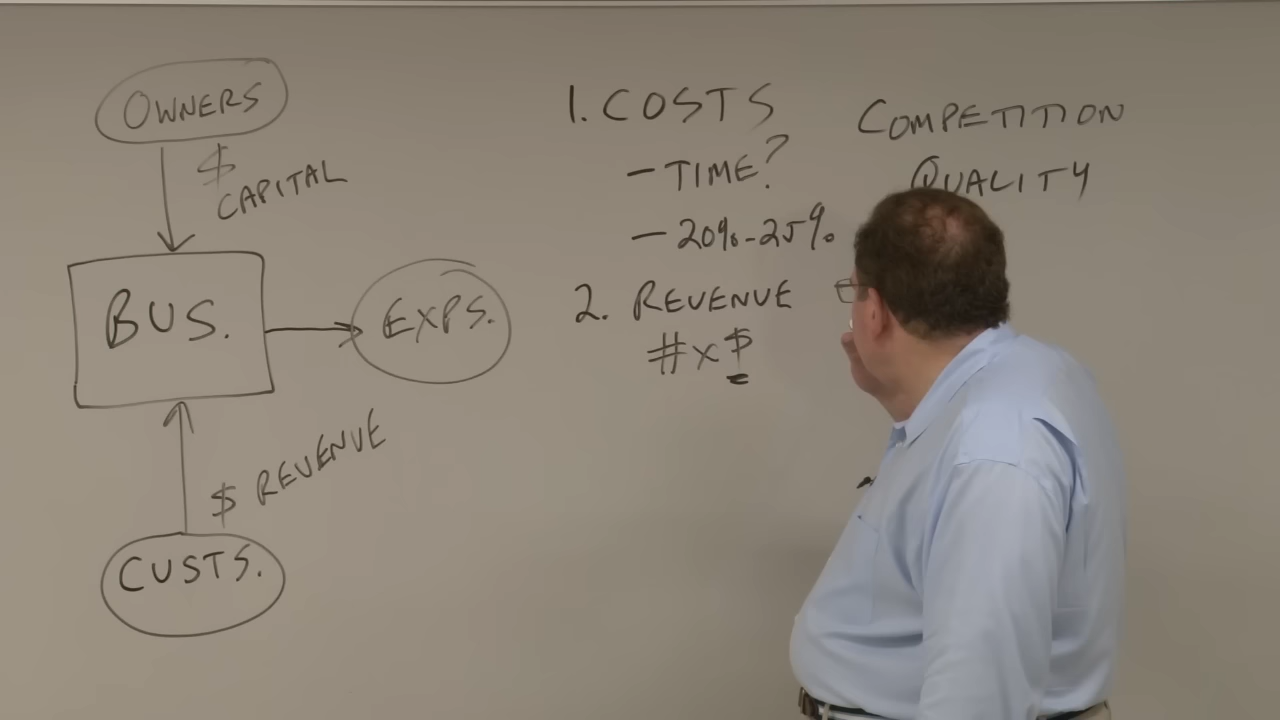 OWNERS
$
CAPITAL
BUS.
EXPS.
$ REVENUE
CUSTS.
1. COSTS
- TIME?
- 20%-25%
2. REVENUE
# x $
COMPETITION
QUALITY